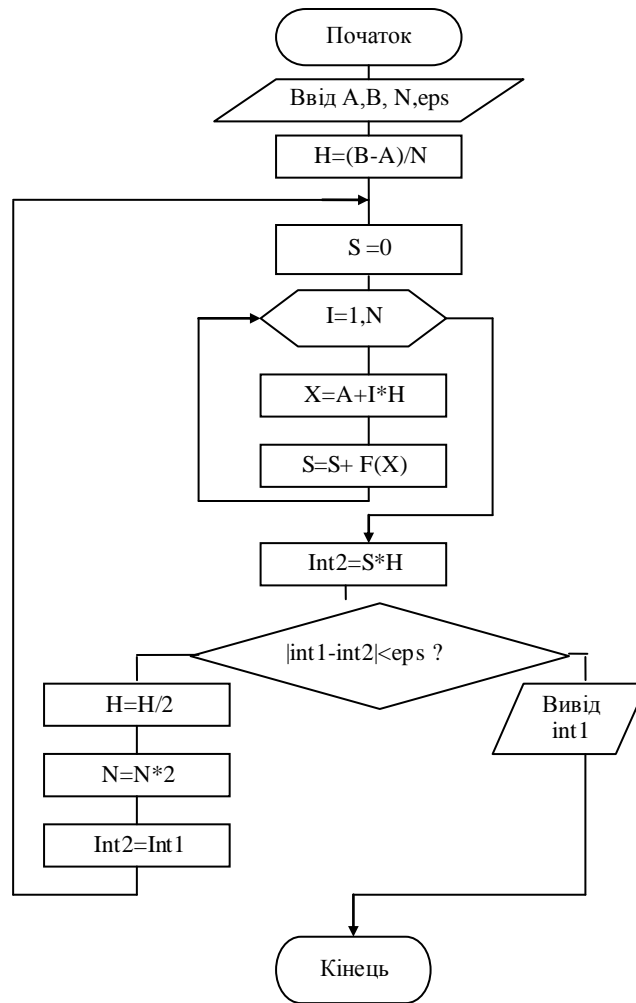 Початок
Ввід A,B, N,eps
H=(B-A)/N
S =0
I=1,N
X=A+I*H
S=S+ F(X)
Int2=S*H
|int1-int2|<eps ?
H=H/2
N=N*2
Int2=Int1
Вивід
int1
Кінець